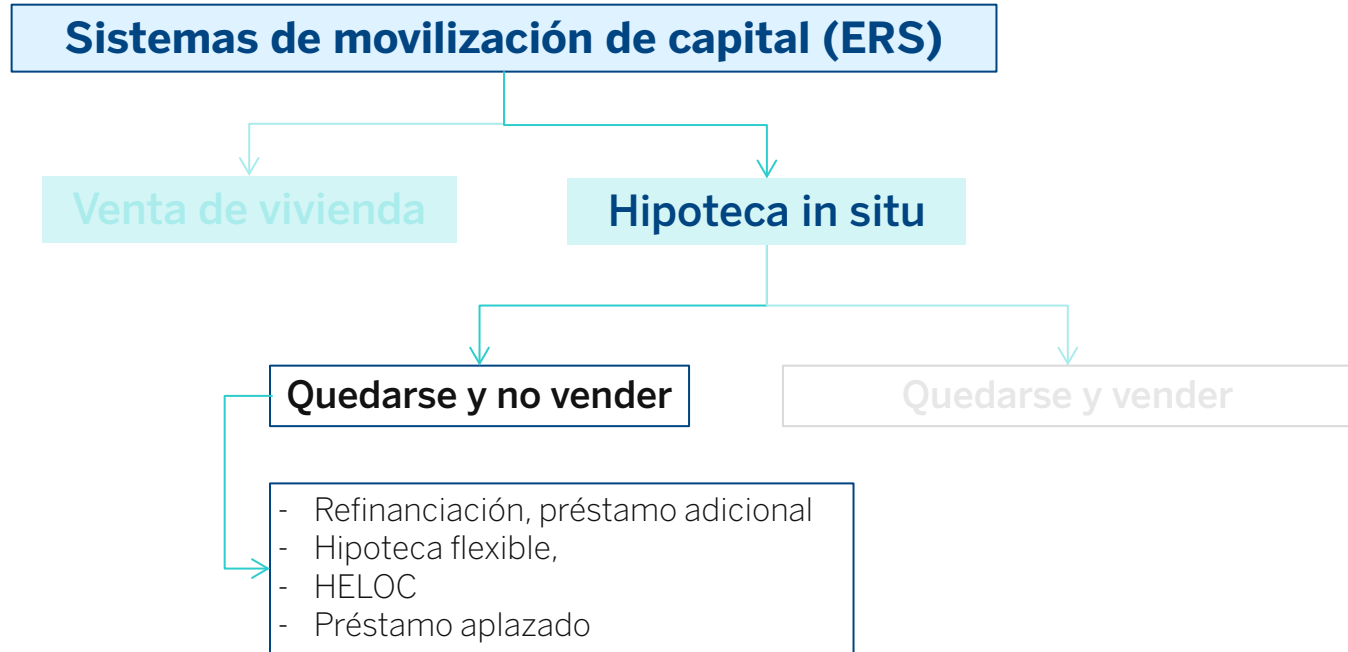 Sistemas de movilización de capital (ERS)
Venta de vivienda
Hipoteca in situ
Quedarse y no vender
Quedarse y vender
- Refinanciación, préstamo adicional
- Hipoteca flexible,
- HELOC
- Préstamo aplazado